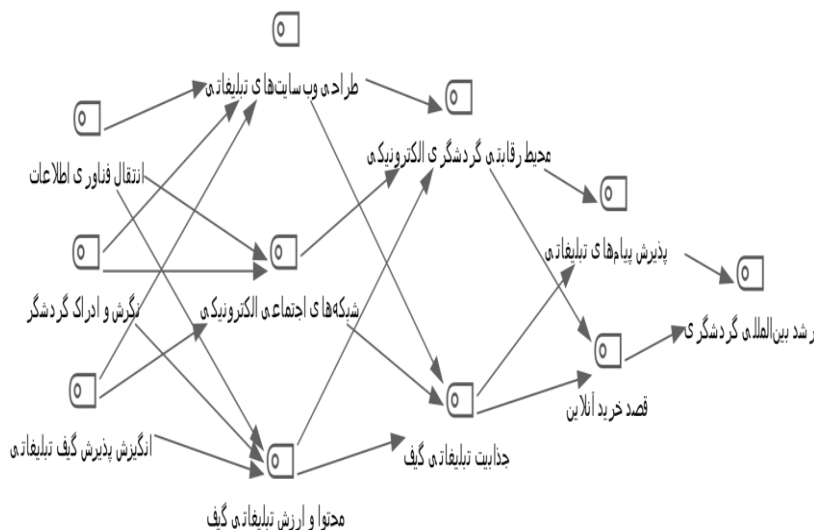 طراحی وب‌سایت‌های تبلیغاتی
محیط رقابتی گردشگری الکترونیکی
انتقال فناوری اطلاعات
پذیرش پیام‌های تبلیغاتی
نگرش و ادراک گردشگر
شبکه‌های اجتماعی الکترونیکی
رشد بین‌المللی گردشگری
قصد خرید آنلاین
انگیزش پذیرش گیف تبلیغاتی
جذابیت تبلیغاتی گیف
محتوا و ارزش تبلیغاتی گیف